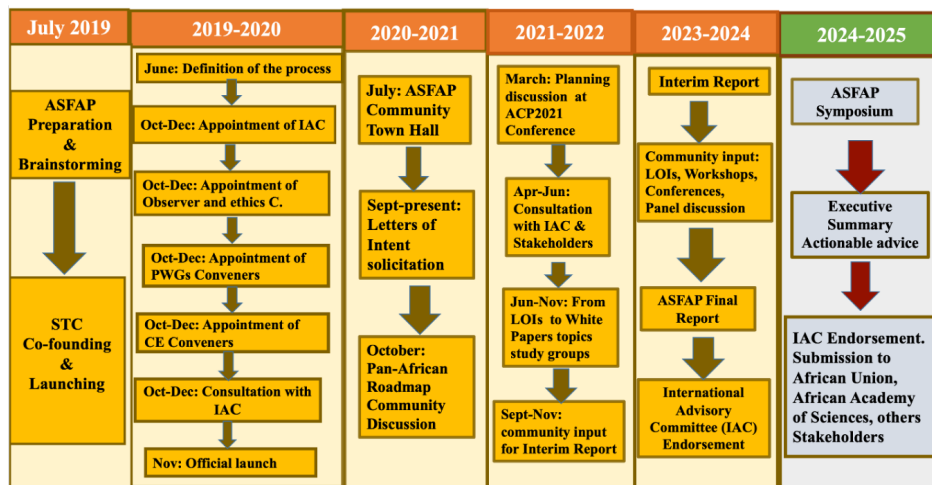 July 2019
ASFAP
Preparation
&
Brainstorming
STC
Co-founding
&
Launching
2019-2020
June: Definition of the process
Oct-Dec: Appointment of IAC
Oct-Dec: Appointment of
Observer and ethics C.
Oct-Dec: Appointment of
PWGs Conveners
Oct-Dec: Appointment of
CE Conveners
Oct-Dec: Consultation with
IAC
Nov: Official launch
2020-2021
July: ASFAP
Community
Town Hall
Sept-present:
Letters of
Intent
solicitation
October:
Pan-African
Roadmap
Community
Discussion
2021-2022
March: Planning
discussion at
ACP2021
Conference
Apr-Jun:
Consultation
with IAC &
Stakeholders
Jun-Nov: From
LOIs to White
Papers topics
study groups
Sept-Nov:
community input
for Interim Report
2023-2024
Interim Report
Community input:
LOIs, Workshops,
Conferences,
Panel discussion
ASFAP Final
Report
International
Advisory
Committee (IAC)
Endorsement
2024-2025
ASFAP
Symposium
Executive
Summary
Actionable advice
IAC Endorsement.
Submission to
African Union,
African Academy
of Sciences, others
Stakeholders